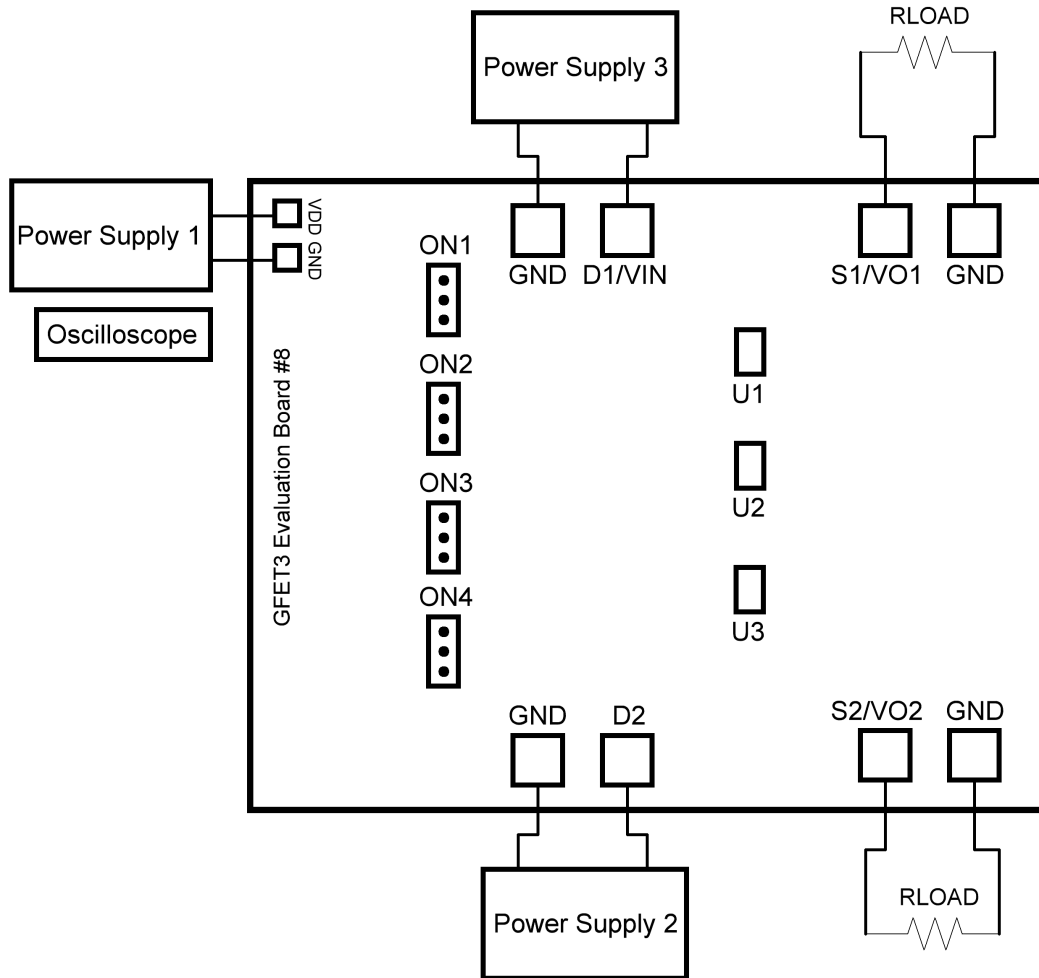 RLOAD
Power Supply 3
Power Supply 1
VDD
GND
Oscilloscope
GFET3 Evaluation Board #8
ON1
GND
D1/VIN
S1/VO1
GND
ON2
U1
ON3
U2
ON4
U3
GND
D2
S2/VO2
GND
Power Supply 2
RLOAD